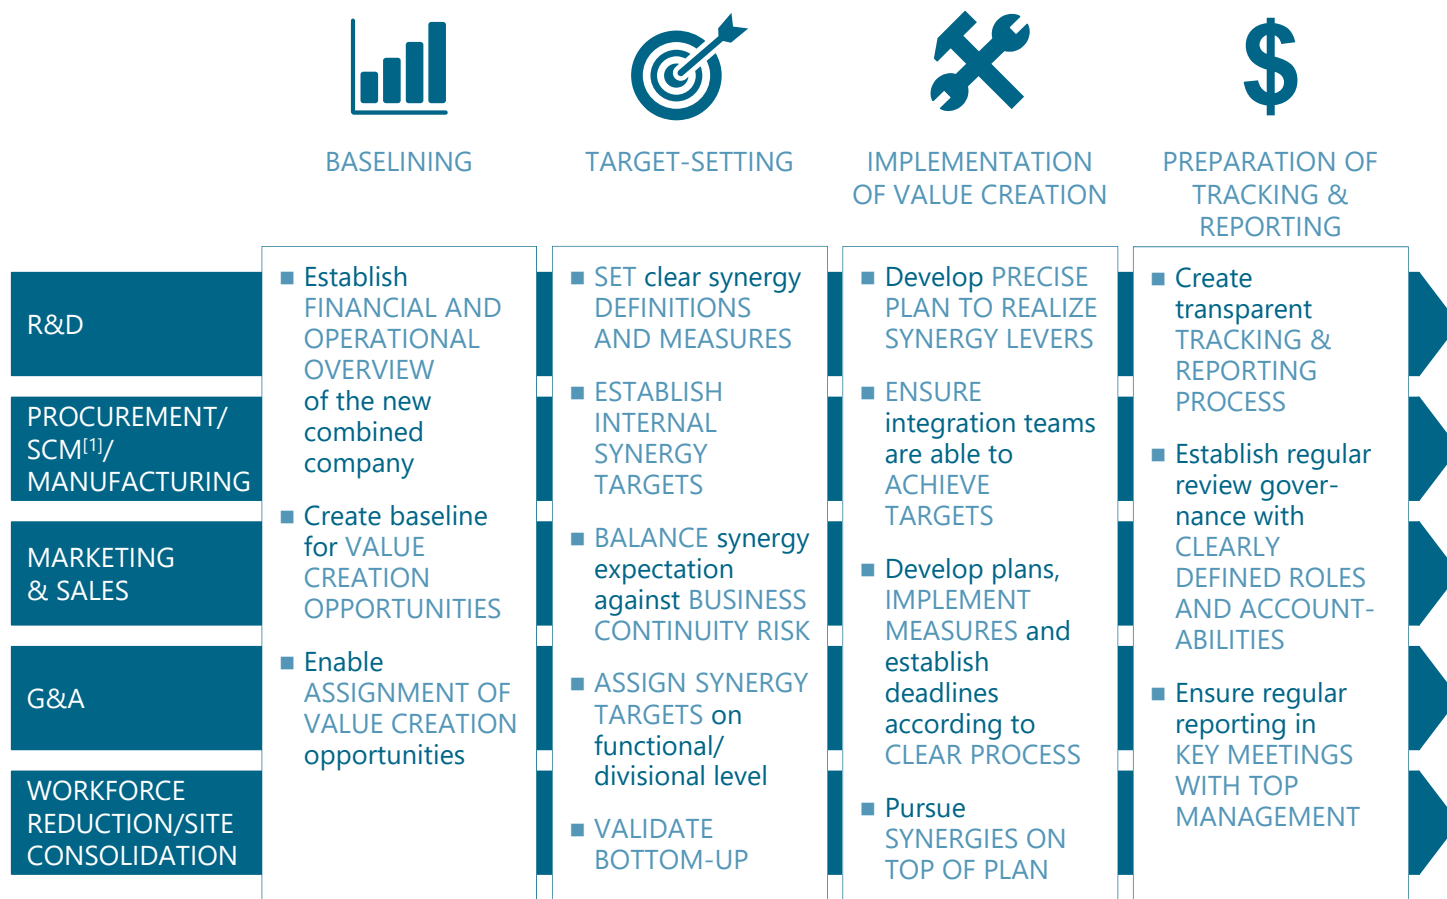 BASELINING
TARGET-SETTING
IMPLEMENTATION
OF VALUE CREATION
PREPARATION OF
TRACKING &
REPORTING
R&D
PROCUREMENT/
SCM[1]/
MANUFACTURING
MARKETING
& SALES
G&A
WORKFORCE
REDUCTION/SITE
CONSOLIDATION
■ Establish
FINANCIAL AND
OPERATIONAL
OVERVIEW
of the new
combined
company
■ Create baseline
for VALUE
CREATION
OPPORTUNITIES
■ Enable
ASSIGNMENT OF
VALUE CREATION
opportunities
■ SET clear synergy
DEFINITIONS
AND MEASURES
■ ESTABLISH
INTERNAL
SYNERGY
TARGETS
■ BALANCE synergy
expectation
against BUSINESS
CONTINUITY RISK
■ ASSIGN SYNERGY
TARGETS on
functional/
divisional level
■ VALIDATE
BOTTOM-UP
■ Develop PRECISE
PLAN TO REALIZE
SYNERGY LEVERS
■ ENSURE
integration teams
are able to
ACHIEVE
TARGETS
■ Develop plans,
IMPLEMENT
MEASURES and
establish
deadlines
according to
CLEAR PROCESS
■ Pursue
SYNERGIES ON
TOP OF PLAN
■ Create
transparent
TRACKING &
REPORTING
PROCESS
■ Establish regular
review gover-
nance with
CLEARLY
DEFINED ROLES
AND ACCOUNT-
ABILITIES
■ Ensure regular
reporting in
KEY MEETINGS
WITH TOP
MANAGEMENT